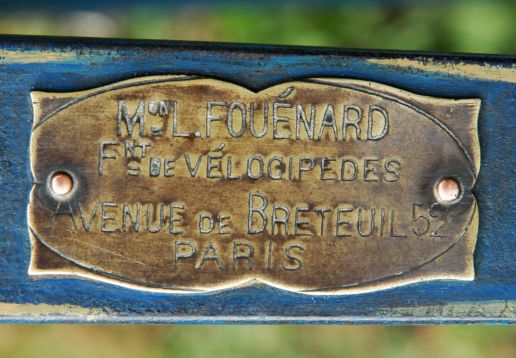 MON L. FOUÉNARD
FNT DE VÉLOCIPEDES
AVENUE DE BRETEUIL 52
PARIS